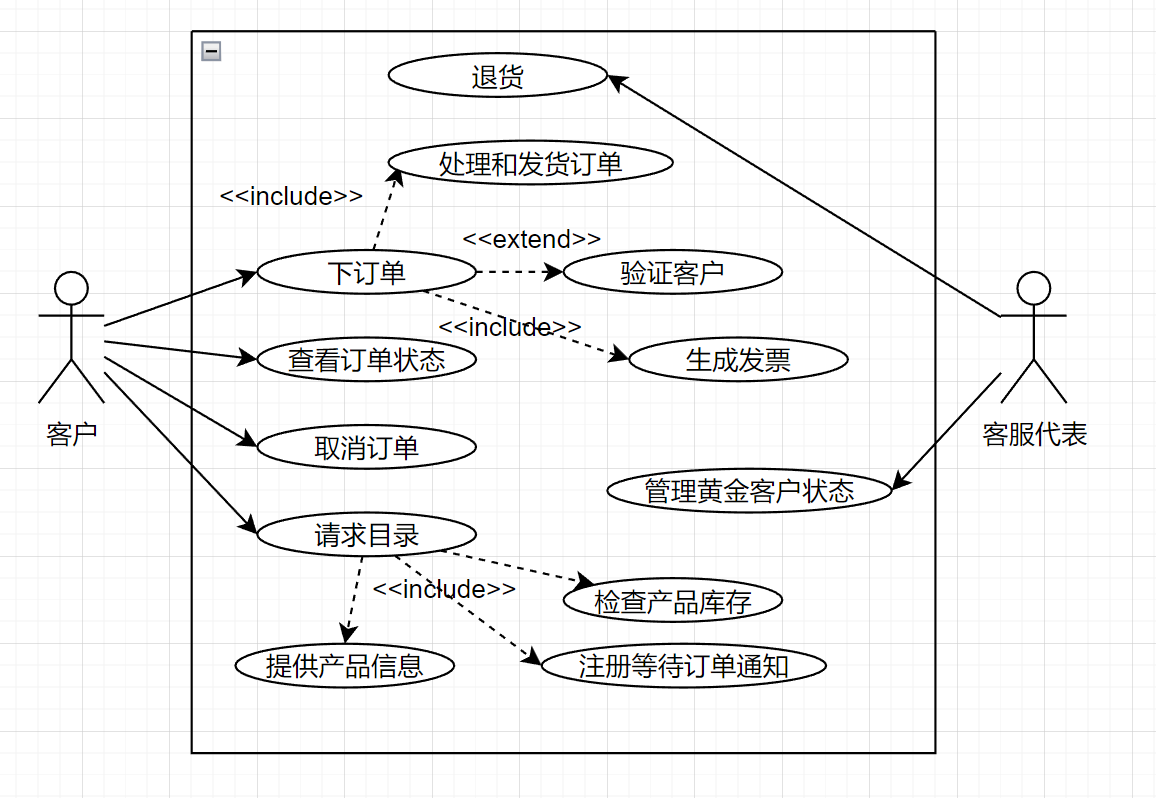 退货
处理和发货订单
<<include>>
<<extend>>
下订单
验证客户
<<include>>
查看订单状态
生成发票
客户
客服代表
取消订单
管理黄金客户状态
请求目录
<<include>>
检查产品库存
提供产品信息
注册等待订单通知